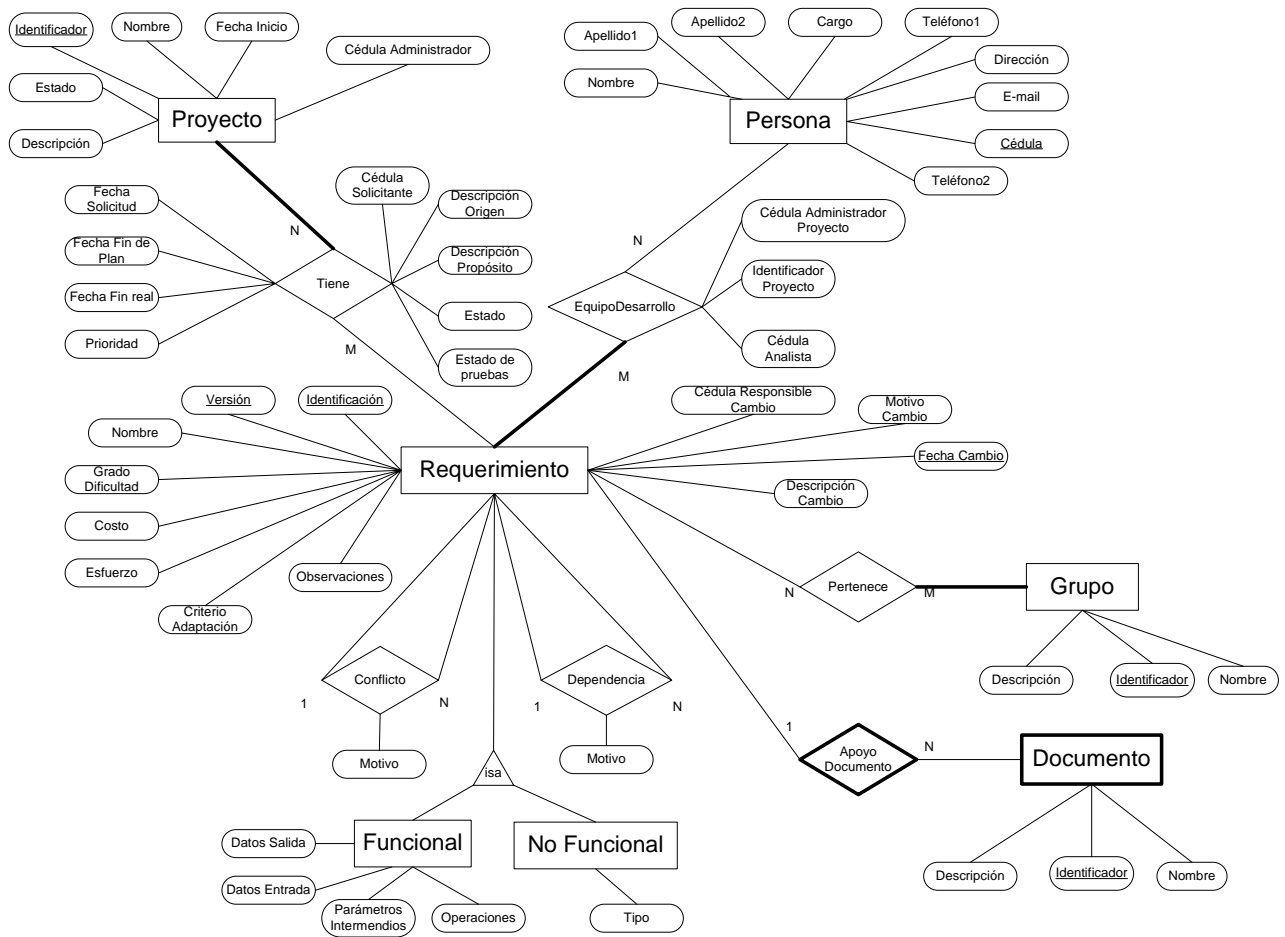 Identificador
Nombre
Fecha Inicio
Cédula Administrador
Estado
Descripción
Proyecto
Apellido1
Apellido2
Cargo
Teléfono1
Nombre
Dirección
E-mail
Cédula
Teléfono2
Persona
Fecha
Solicitud
Fecha Fin de
Plan
Fecha Fin real
Prioridad
N
Tiene
M
Cédula
Solicitante
Descripción
Origen
Descripción
Propósito
Estado
Estado de
pruebas
N
EquipoDesarrollo
M
Cédula Administrador
Proyecto
Identificador
Proyecto
Cédula
Analista
Versión
Identificación
Nombre
Grado
Dificultad
Costo
Esfuerzo
Criterio
Adaptación
Observaciones
Requerimiento
Cédula Responsible
Cambio
Motivo
Cambio
Fecha Cambio
Descripción
Cambio
N
Pertenece
M
Grupo
Descripción
Identificador
Nombre
Conflicto
1
N
Motivo
Dependencia
1
N
Motivo
1
Apoyo
Documento
N
Documento
Descripción
Identificador
Nombre
isa
Funcional
No Funcional
Datos Salida
Datos Entrada
Parámetros
Intermendios
Operaciones
Tipo